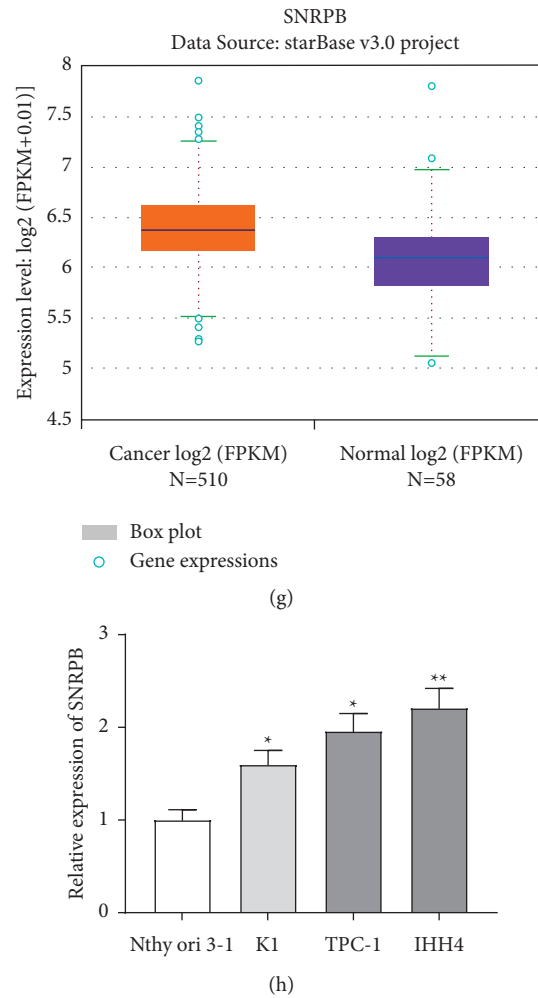 SNRPB
Data Source: starBase v3.0 project
Expression level: log2 (FPKM+0.01)]
8
7.5
7
6.5
6
5.5
5
4.5
Cancer log2 (FPKM)
N=510
Normal log2 (FPKM)
N=58
Box plot
Gene expressions
(g)
Relative expression of SNRPB
3
2
1
0
*
*
**
Nthy ori 3-1
K1
TPC-1
IHH4
(h)